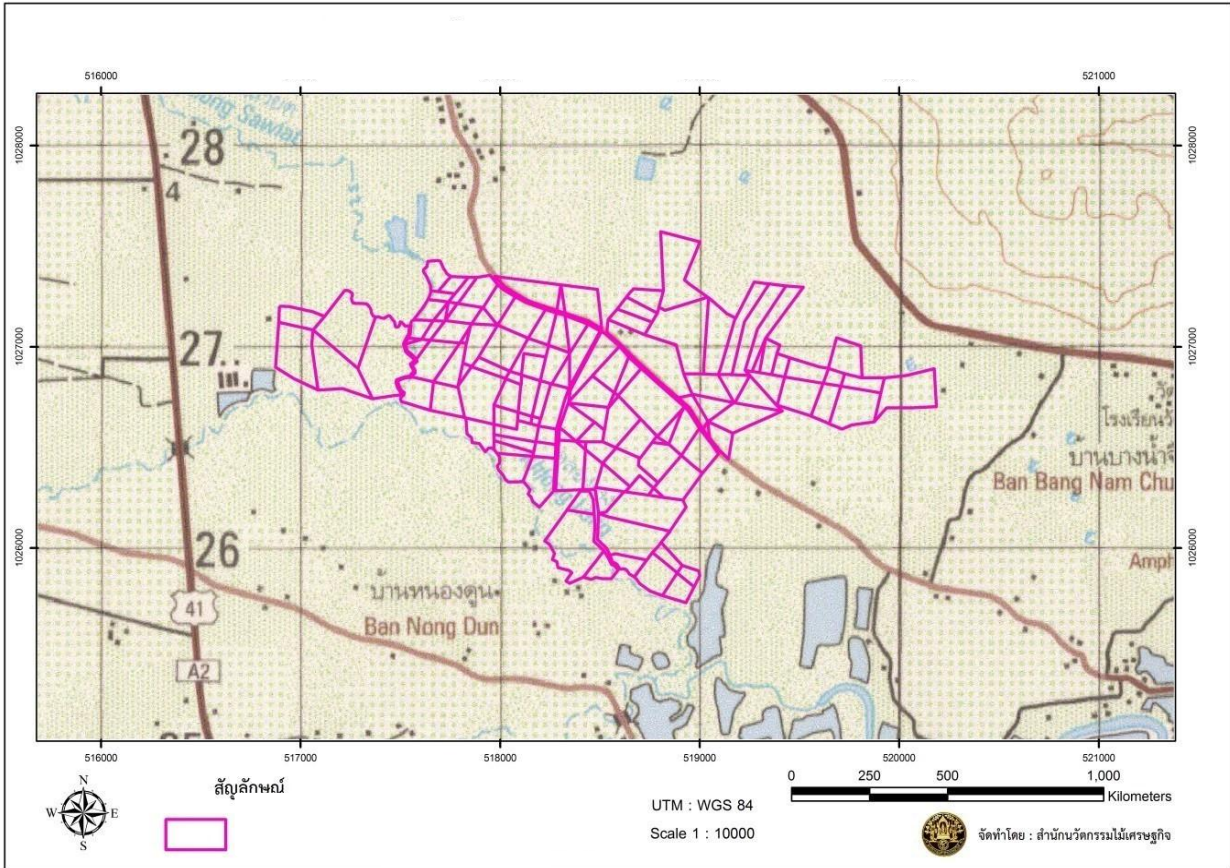 516000 521000
1028000 1028000
28
4
1027000 1027000
27
โรงเรียนวั
บ้านบางน้ำจื
Ban Bang Nam Chu
1026000 1026000
26
Amph
บ้านหนองดูน
41
Ban Nong Dun
A2
516000 517000 518000 519000 520000 521000
N
W E
S
สัญลักษณ์
UTM : WGS 84
Scale 1 : 10000
0 250 500 1,000
Kilometers
จัดทำโดย : สำนักนวัตกรรมไม้เศรษฐกิจ